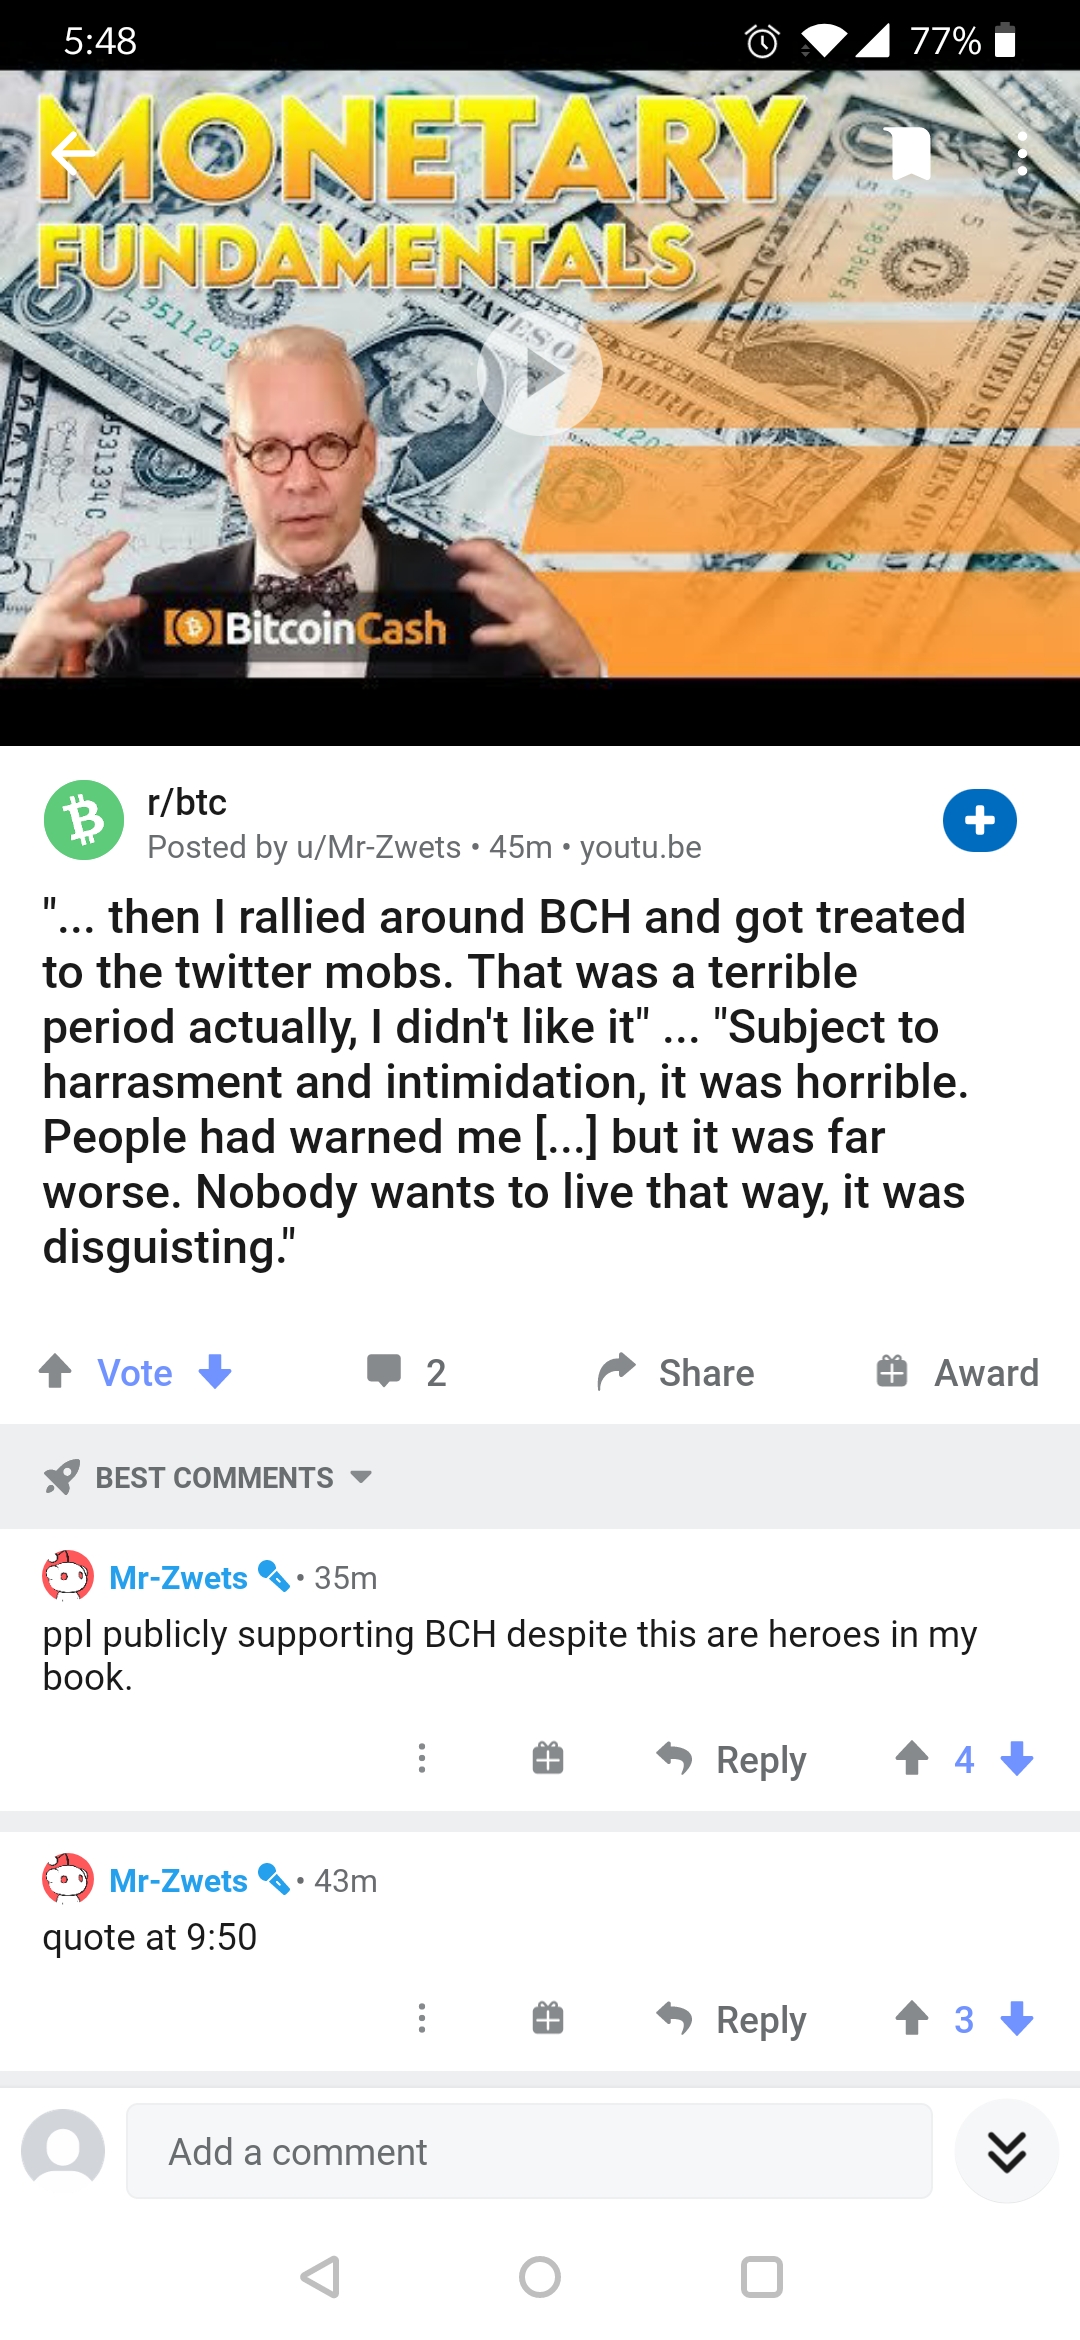 5:48
77%
MONETARY
FUNDAMENTALS
BitcoinCash
r/btc
Posted by u/Mr-Zwets • 45m • youtu.be
"... then I rallied around BCH and got treated
to the twitter mobs. That was a terrible
period actually, I didn't like it" ... "Subject to
harrasment and intimidation, it was horrible.
People had warned me [...] but it was far
worse. Nobody wants to live that way, it was
disgusting."
Vote
2
Share
Award
BEST COMMENTS
Mr-Zwets • 35m
ppl publicly supporting BCH despite this are heroes in my
book.
Reply
4
Mr-Zwets • 43m
quote at 9:50
Reply
3
Add a comment